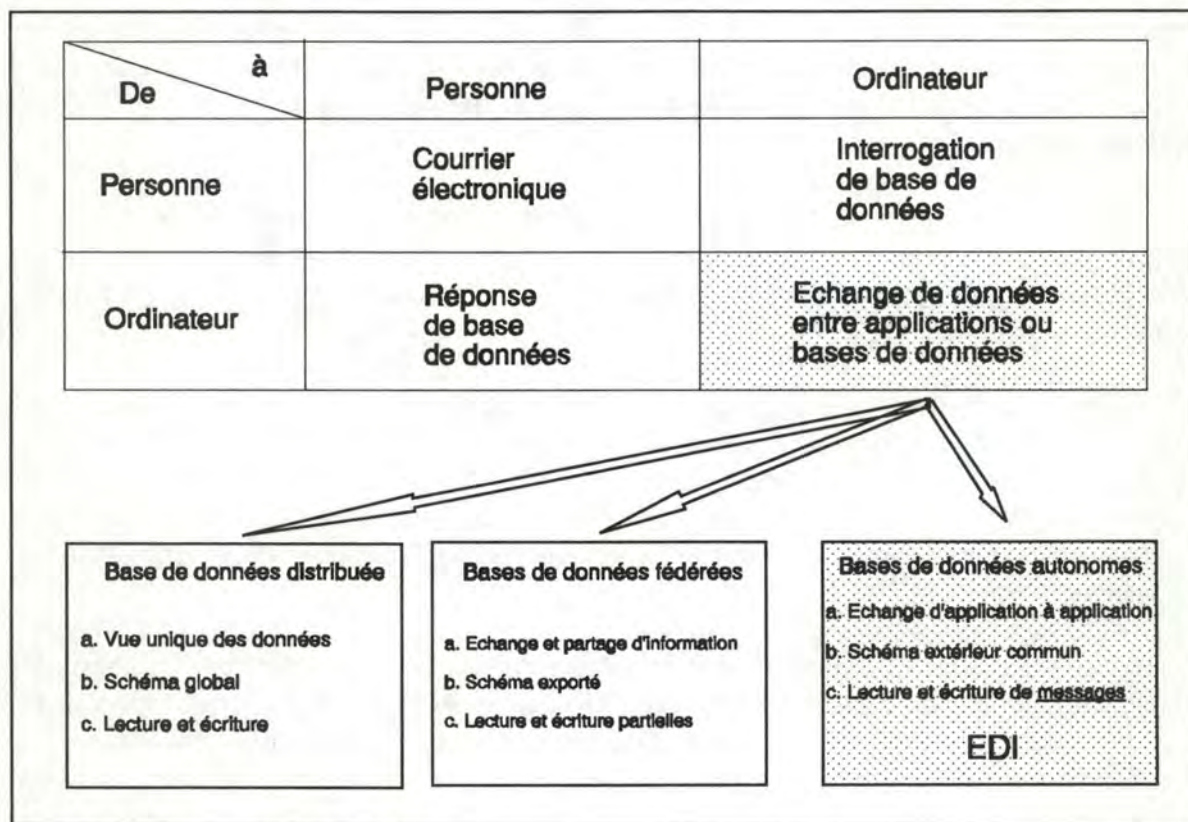 à
De
Personne
Ordinateur
Personne
Courrier
électronique
Interrogation
de base de
données
Ordinateur
Réponse
de base
de données
Echange de données
entre applications ou
bases de données
Base de données distribuée
a. Vue unique des données
b. Schéma global
c. Lecture et écriture
Bases de données fédérées
a. Echange et partage d'information
b. Schéma exporté
c. Lecture et écriture partielles
Bases de données autonomes
a. Echange d'application à application
b. Schéma extérieur commun
c. Lecture et écriture de messages
EDI